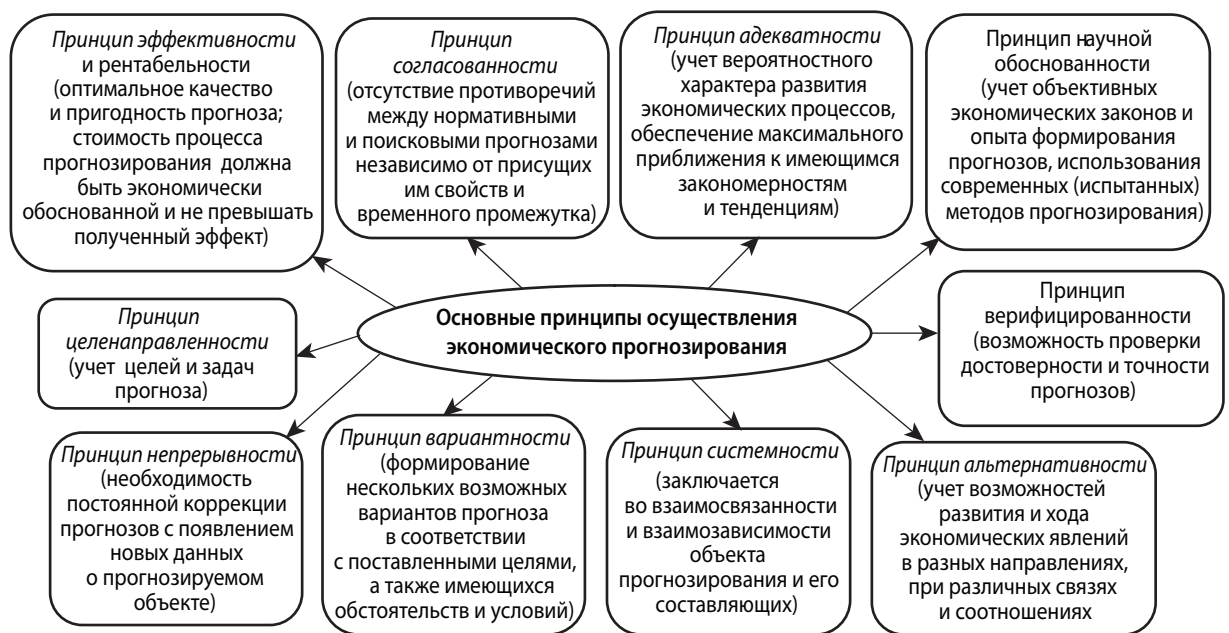 Принцип эффективности
и рентабельности
(оптимальное качество
и пригодность прогноза;
стоимость процесса
прогнозирования должна
быть экономически
обоснованной и не превышать
полученный эффект)
Принцип
согласованности
(отсутствие противоречий
между нормативными
и поисковыми прогнозами
независимо от присущих
им свойств и
временного промежутка)
Принцип адекватности
(учет вероятностного
характера развития
экономических процессов,
обеспечение максимального
приближения к имеющимся
закономерностям
и тенденциям)
Принцип научной
обоснованности
(учет объективных
экономических законов и
опыта формирования
прогнозов, использования
современных (испытанных)
методов прогнозирования)
Принцип
целенаправленности
(учет целей и задач
прогноза)
Основные принципы осуществления
экономического прогнозирования
Принцип
верифицированности
(возможность проверки
достоверности и точности
прогнозов)
Принцип непрерывности
(необходимость
постоянной коррекции
прогнозов с появлением
новых данных
о прогнозируемом
объекте)
Принцип вариантности
(формирование
нескольких возможных
вариантов прогноза
в соответствии
с поставленными целями,
а также имеющихся
обстоятельств и условий)
Принцип системности
(заключается
во взаимосвязанности
и взаимозависимости
объекта
прогнозирования и его
составляющих)
Принцип альтернативности
(учет возможностей
развития и хода
экономических явлений
в разных направлениях,
при различных связях
и соотношениях